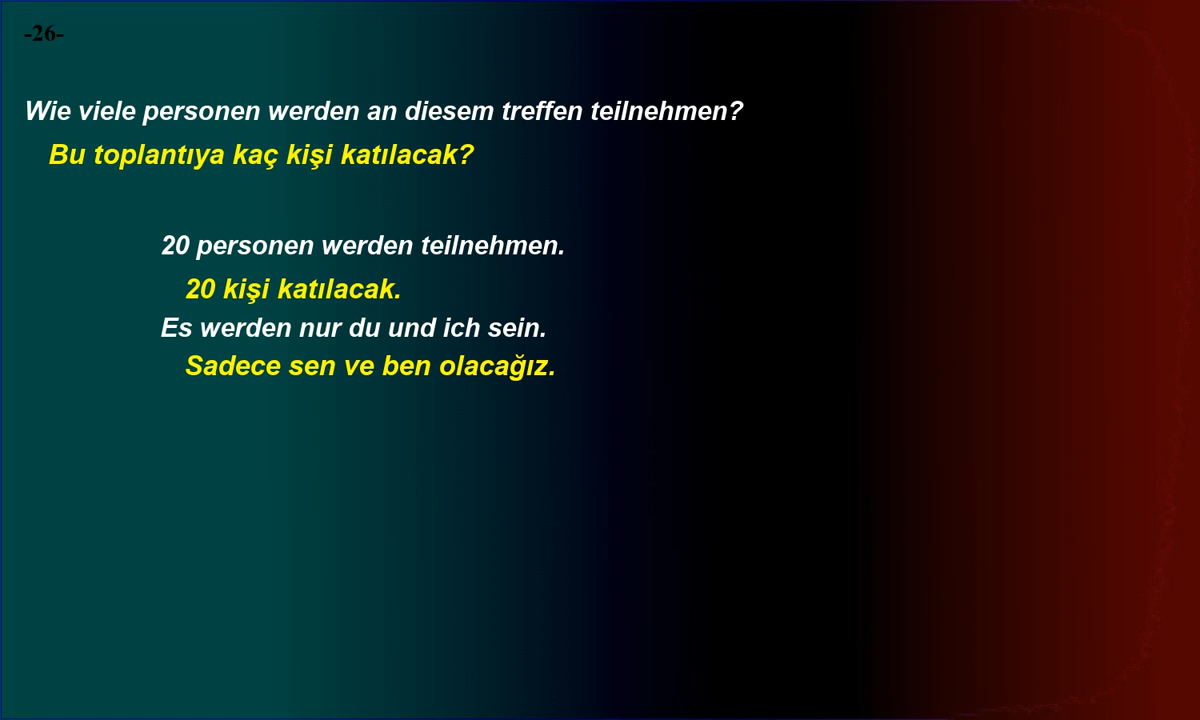 -26-
Wie viele personen werden an diesem treffen teilnehmen?
Bu toplantıya kaç kişi katılacak?
20 personen werden teilnehmen.
20 kişi katılacak.
Es werden nur du und ich sein.
Sadece sen ve ben olacağız.